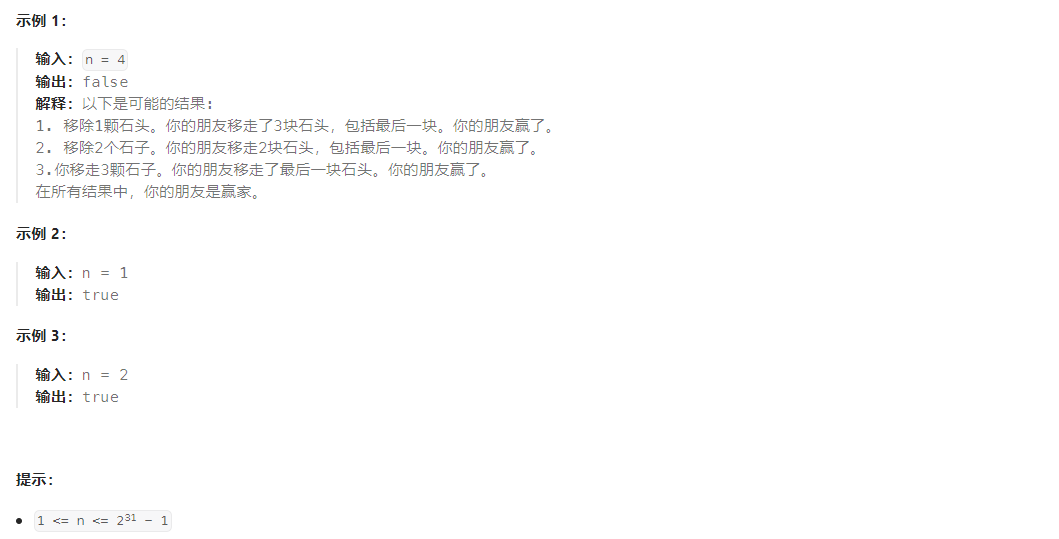 示例 1：
输入：n = 4
输出：false
解释：以下是可能的结果：
1. 移除1颗石头。你的朋友移走了3块石头，包括最后一块。你的朋友赢了。
2. 移除2个石子。你的朋友移走2块石头，包括最后一块。你的朋友赢了。
3.你移走3颗石子。你的朋友移走了最后一块石头。你的朋友赢了。
在所有结果中，你的朋友是赢家。
示例 2：
输入：n = 1
输出：true
示例 3：
输入：n = 2
输出：true
提示：
• 1 <= n <= 2³¹ - 1